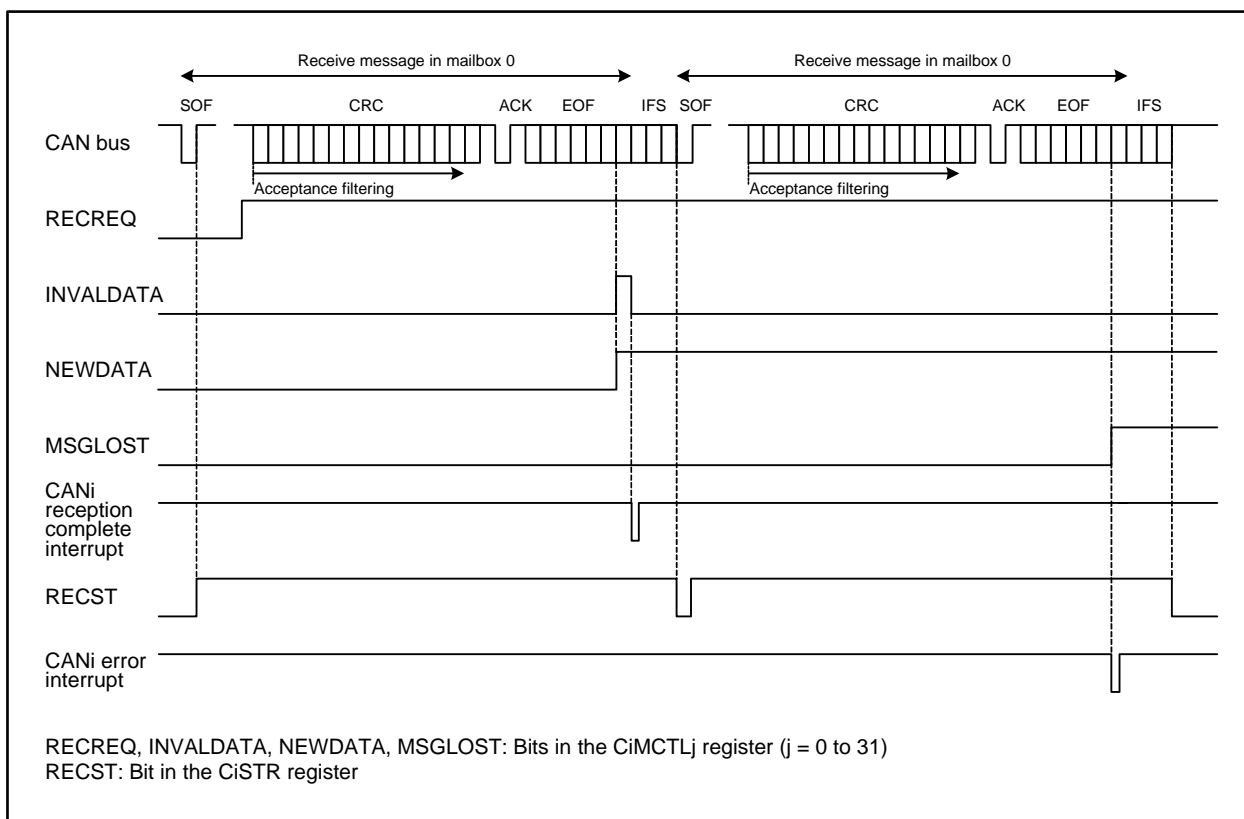 Receive message in mailbox 0
Receive message in mailbox 0
SOF
CRC
ACK
EOF
IFS
SOF
CRC
ACK
EOF
IFS
CAN bus
Acceptance filtering
Acceptance filtering
RECREQ
INVALDATA
NEWDATA
MSGLOST
CANi
reception
complete
interrupt
RECST
CANi error
interrupt
RECREQ, INVALDATA, NEWDATA, MSGLOST: Bits in the CiMCTLj register (j = 0 to 31)
RECST: Bit in the CiSTR register